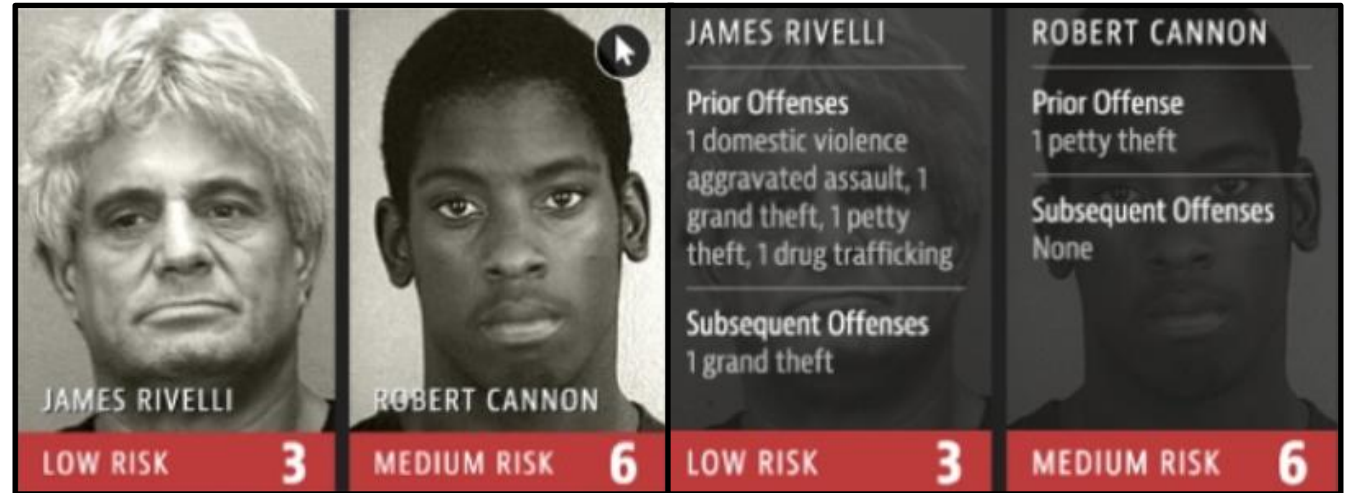 JAMES RIVELLI
LOW RISK 3
ROBERT CANNON
MEDIUM RISK 6
JAMES RIVELLI
Prior Offenses
1 domestic violence
aggravated assault, 1
grand theft, 1 petty
theft, 1 drug trafficking
Subsequent Offenses
1 grand theft
LOW RISK 3
ROBERT CANNON
Prior Offense
1 petty theft
Subsequent Offenses
None
MEDIUM RISK 6